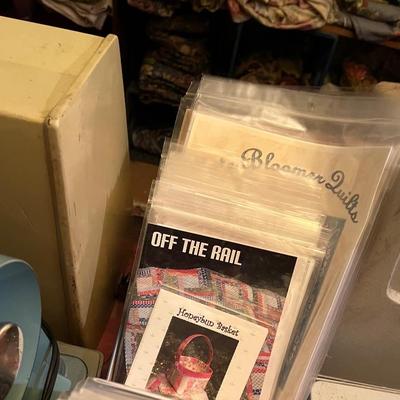 Bloomer Quilts
OFF THE RAIL
Honeybun Basket